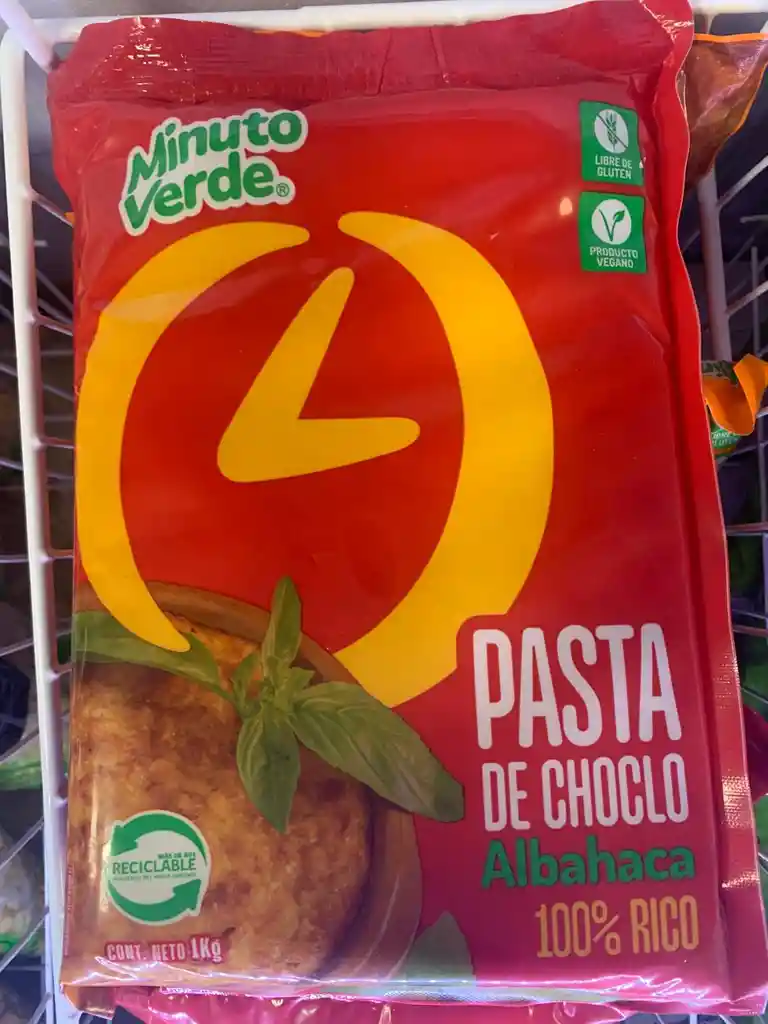 Minuto
Verde®
LIBRE DE
GLUTEN
PRODUCTO
VEGANO
PASTA
DE CHOCLO
Albahaca
100% RICO
RECICLABLE
CONT. NETO 1Kg